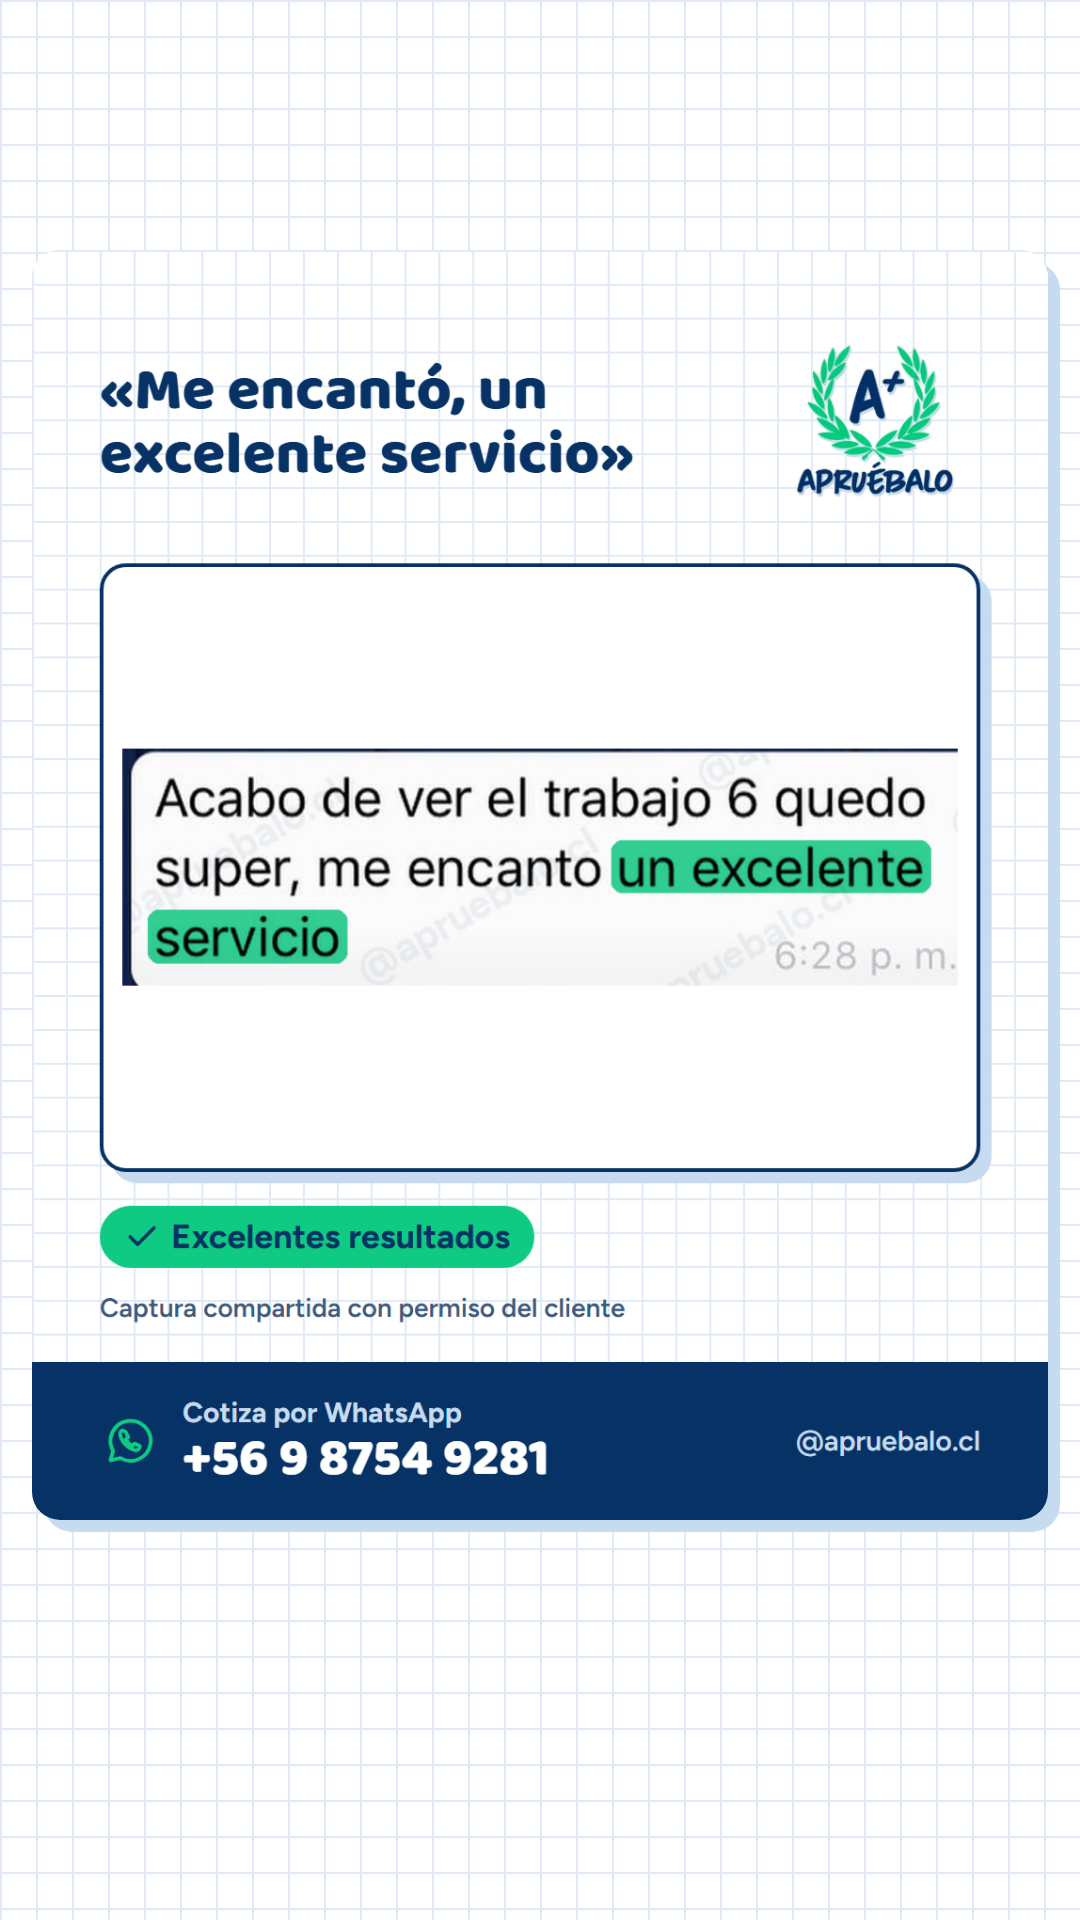 «Me encantó, un
excelente servicio»
A+
APRUÉBALO
Acabo de ver el trabajo 6 quedo
super, me encanto un excelente
servicio
6:28 p. m.
@apruebalo.cl
Excelentes resultados
Captura compartida con permiso del cliente
Cotiza por WhatsApp
+56 9 8754 9281
@apruebalo.cl